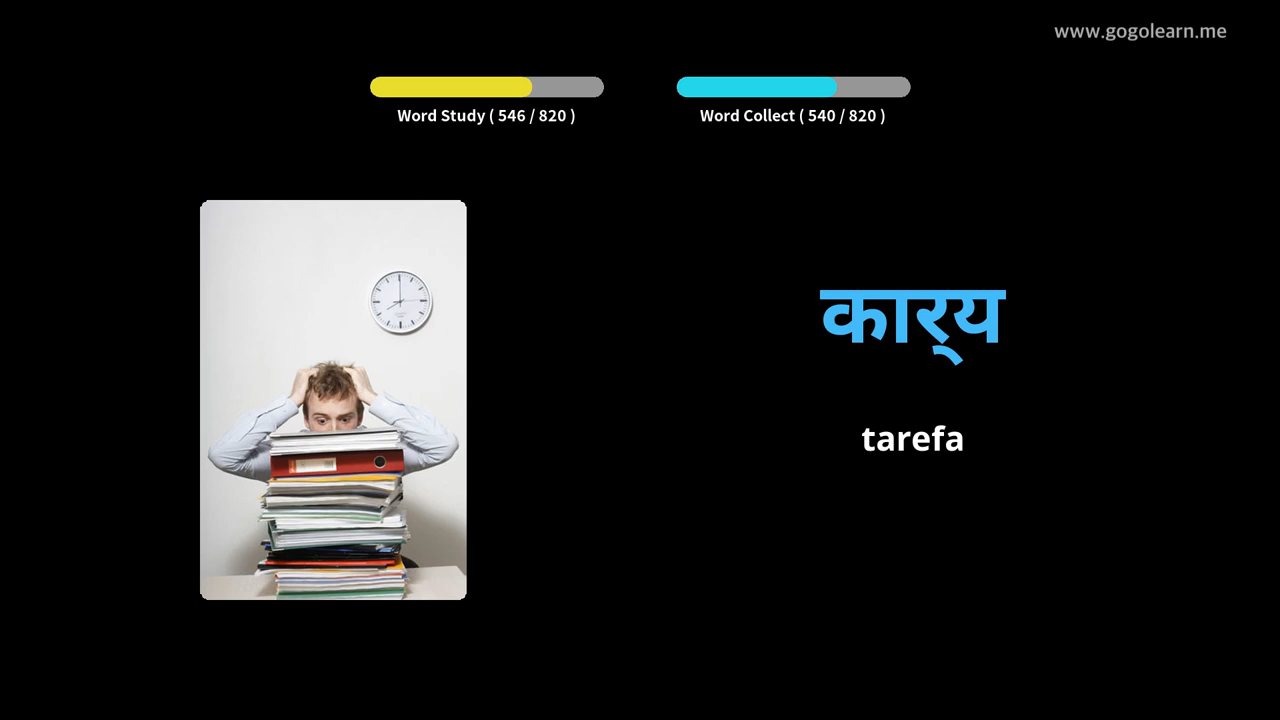 www.gogolearn.me
Word Study ( 546 / 820 )
Word Collect ( 540 / 820 )
कार्‌य
tarefa